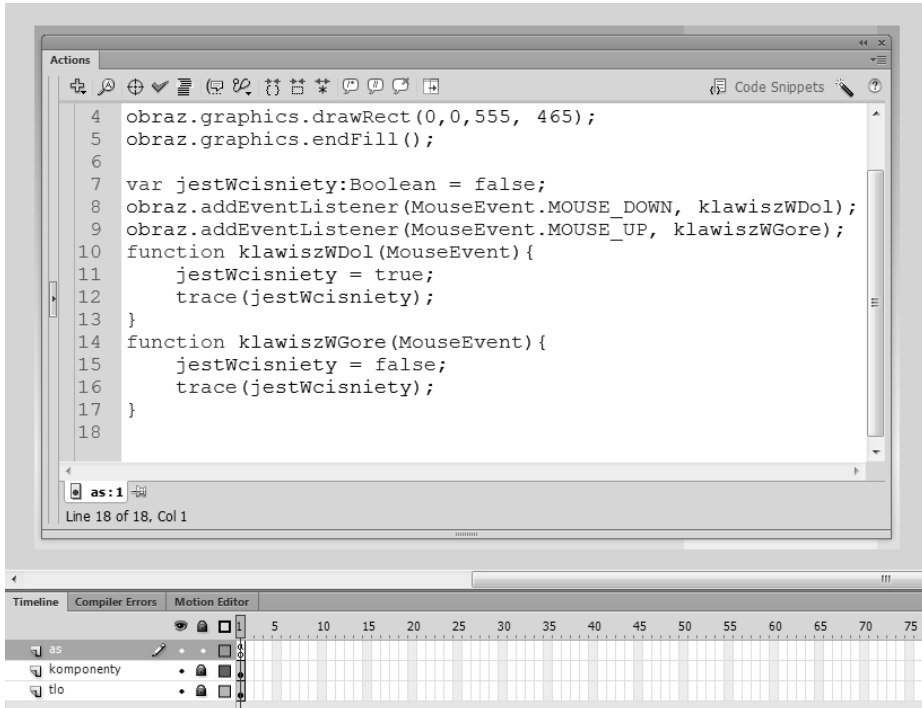 Actions
Code Snippets
4 obraz.graphics.drawRect(0,0,555, 465);
5 obraz.graphics.endFill();
6
7 var jestWcisniety:Boolean = false;
8 obraz.addEventListener(MouseEvent.MOUSE_DOWN, klawiszWDol);
9 obraz.addEventListener(MouseEvent.MOUSE_UP, klawiszWGore);
10 function klawiszWDol(MouseEvent){
11     jestWcisniety = true;
12     trace(jestWcisniety);
13 }
14 function klawiszWGore(MouseEvent){
15     jestWcisniety = false;
16     trace(jestWcisniety);
17 }
18
as:1
Line 18 of 18, Col 1
Timeline Compiler Errors Motion Editor
1 5 10 15 20 25 30 35 40 45 50 55 60 65 70 75
as
komponenty
tlo